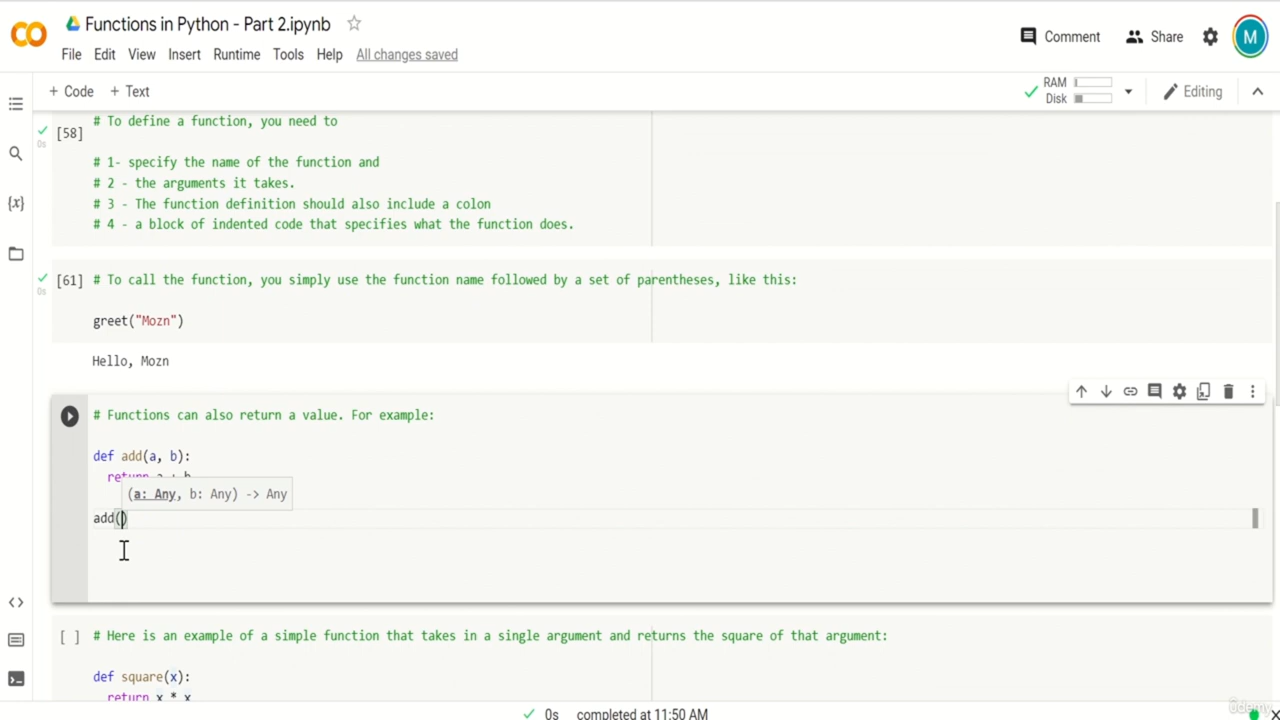 Functions in Python - Part 2.ipynb
Comment
Share
M
File Edit View Insert Runtime Tools Help All changes saved
+ Code + Text
RAM
Disk
Editing
# To define a function, you need to
[58]
0s
# 1- specify the name of the function and
# 2 - the arguments it takes.
# 3 - The function definition should also include a colon
# 4 - a block of indented code that specifies what the function does.
{x}
[61] # To call the function, you simply use the function name followed by a set of parentheses, like this:
0s
greet("Mozn")
Hello, Mozn
# Functions can also return a value. For example:
def add(a, b):
return a + b
(a: Any, b: Any) -> Any
add()
[ ] # Here is an example of a simple function that takes in a single argument and returns the square of that argument:
def square(x):
return x * x
0s completed at 11:50 AM
udemy